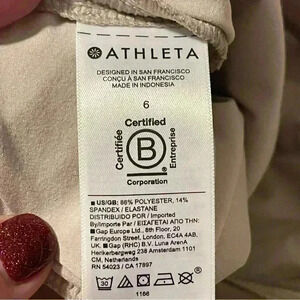 ATHLETA
DESIGNED IN SAN FRANCISCO
CONÇU À SAN FRANCISCO
MADE IN INDONESIA
6
Certified
Certifiée
B
Entreprise
Corporation
■ US/GB: 86% POLYESTER, 14%
SPANDEX / ELASTANE
DISTRIBUIDO POR / Imported
By/Importe Par / ΕΙΣΑΓΕΤΑΙ ΑΠΟ ΤΗΝ:
■ Gap Europe Ltd., 6th Floor, 20
Farringdon Street, London, EC4A 4AB,
UK. ■ Gap (RHC) B.V. Luna ArenA
Herikerbergweg 238 Amsterdam 1101
CM, Netherlands
RN 54023 / CA 17897
30
1166